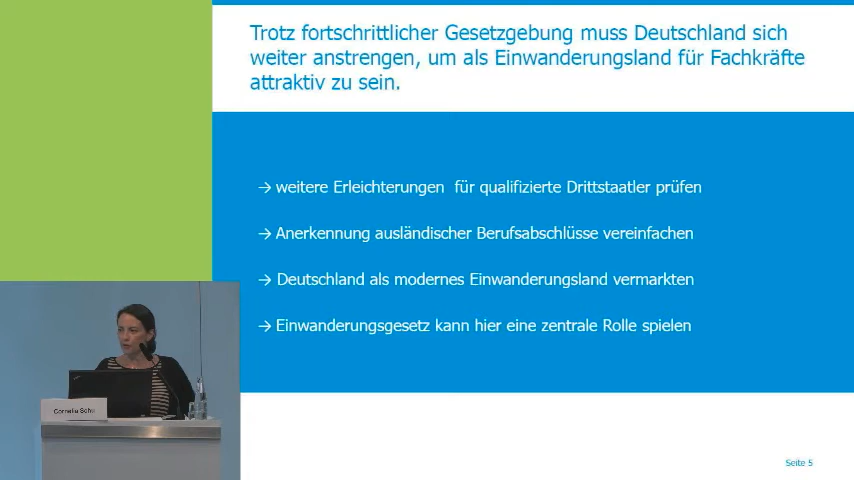 Trotz fortschrittlicher Gesetzgebung muss Deutschland sich
weiter anstrengen, um als Einwanderungsland für Fachkräfte
attraktiv zu sein.
→ weitere Erleichterungen für qualifizierte Drittstaatler prüfen
→ Anerkennung ausländischer Berufsabschlüsse vereinfachen
→ Deutschland als modernes Einwanderungsland vermarkten
→ Einwanderungsgesetz kann hier eine zentrale Rolle spielen
Cornelia Schu
Seite 5